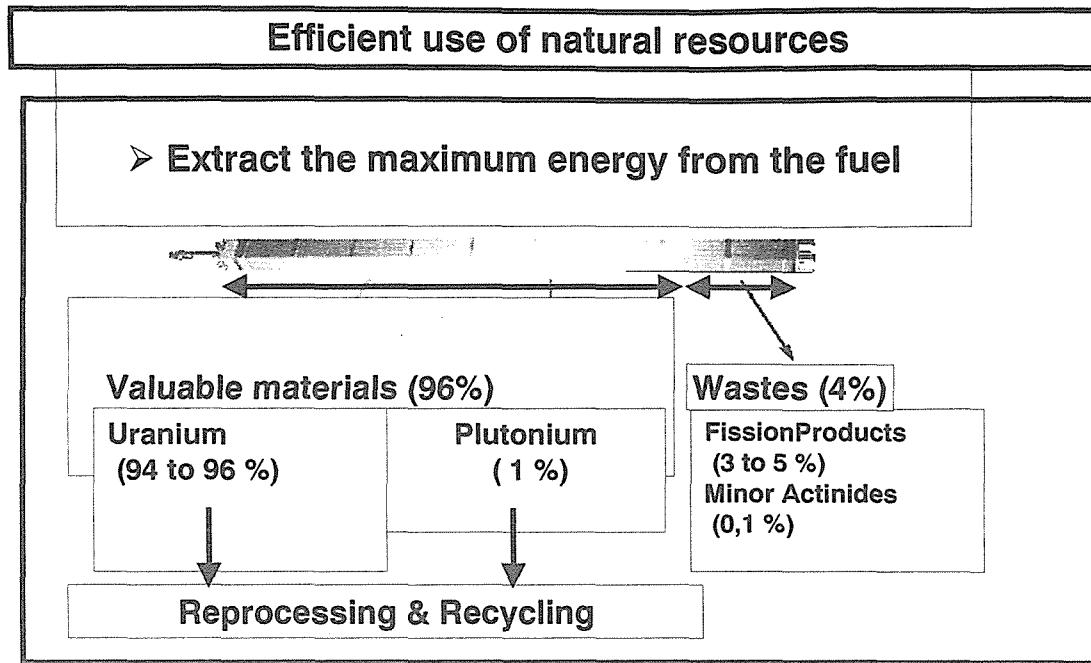 Efficient use of natural resources
➢ Extract the maximum energy from the fuel
Valuable materials (96%)
Uranium
(94 to 96 %)
Plutonium
( 1 %)
Wastes (4%)
FissionProducts
(3 to 5 %)
Minor Actinides
(0,1 %)
Reprocessing & Recycling